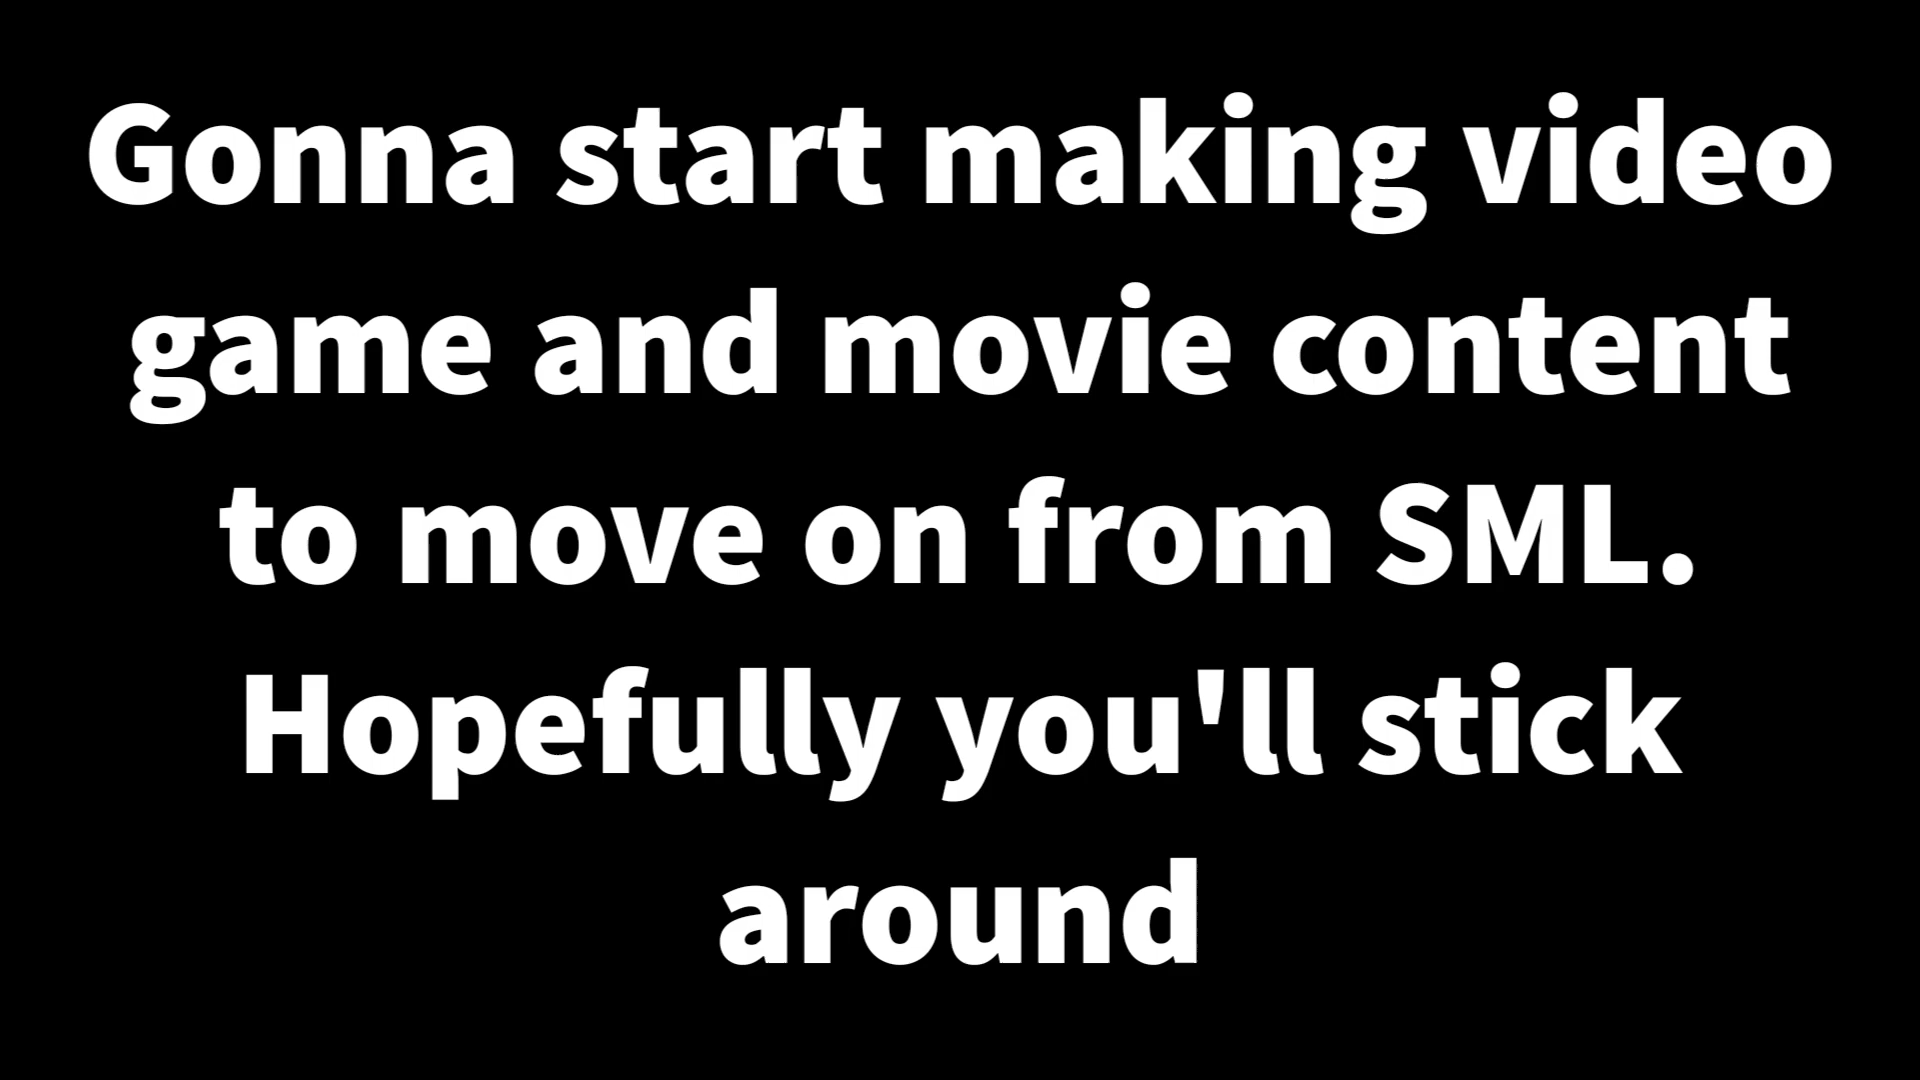 Gonna start making video
game and movie content
to move on from SML.
Hopefully you'll stick
around